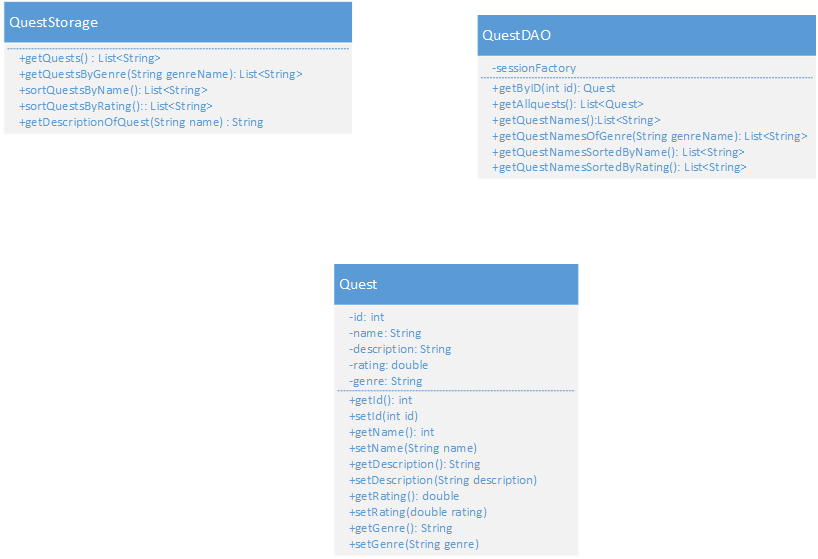 QuestStorage
+getQuests() : List<String>
+getQuestsByGenre(String genreName): List<String>
+sortQuestsByName(): List<String>
+sortQuestsByRating():: List<String>
+getDescriptionOfQuest(String name) : String
QuestDAO
-sessionFactory
+getByID(int id): Quest
+getAllquests(): List<Quest>
+getQuestNames():List<String>
+getQuestNamesOfGenre(String genreName): List<String>
+getQuestNamesSortedByName(): List<String>
+getQuestNamesSortedByRating(): List<String>
Quest
-id: int
-name: String
-description: String
-rating: double
-genre: String
+getId(): int
+setId(int id)
+getName(): int
+setName(String name)
+getDescription(): String
+setDescription(String description)
+getRating(): double
+setRating(double rating)
+getGenre(): String
+setGenre(String genre)